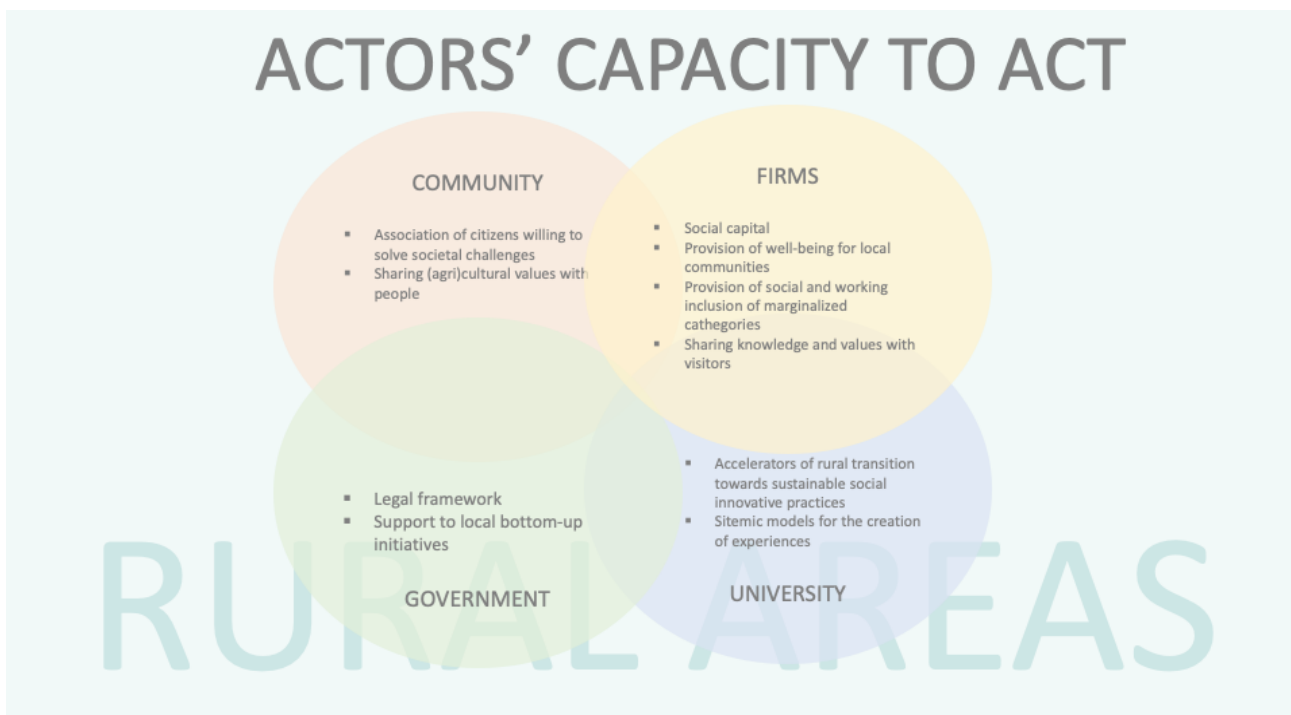 ACTORS' CAPACITY TO ACT
COMMUNITY
▪ Association of citizens willing to
solve societal challenges
▪ Sharing (agri)cultural values with
people
FIRMS
▪ Social capital
▪ Provision of well-being for local
communities
▪ Provision of social and working
inclusion of marginalized
cathegories
▪ Sharing knowledge and values with
visitors
▪ Legal framework
▪ Support to local bottom-up
initiatives
GOVERNMENT
▪ Accelerators of rural transition
towards sustainable social
innovative practices
▪ Sitemic models for the creation
of experiences
UNIVERSITY
RURAL AREAS